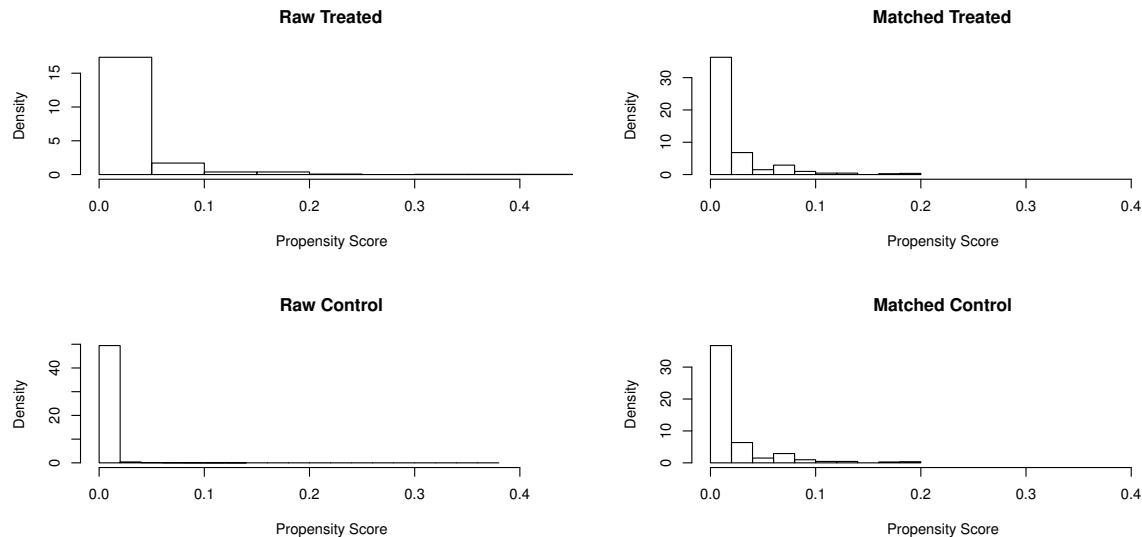 Raw Treated
Density
0
5
10
15
0.0 0.1 0.2 0.3 0.4
Propensity Score
Matched Treated
Density
0
10
20
30
0.0 0.1 0.2 0.3 0.4
Propensity Score
Raw Control
Density
0
20
40
0.0 0.1 0.2 0.3 0.4
Propensity Score
Matched Control
Density
0
10
20
30
0.0 0.1 0.2 0.3 0.4
Propensity Score